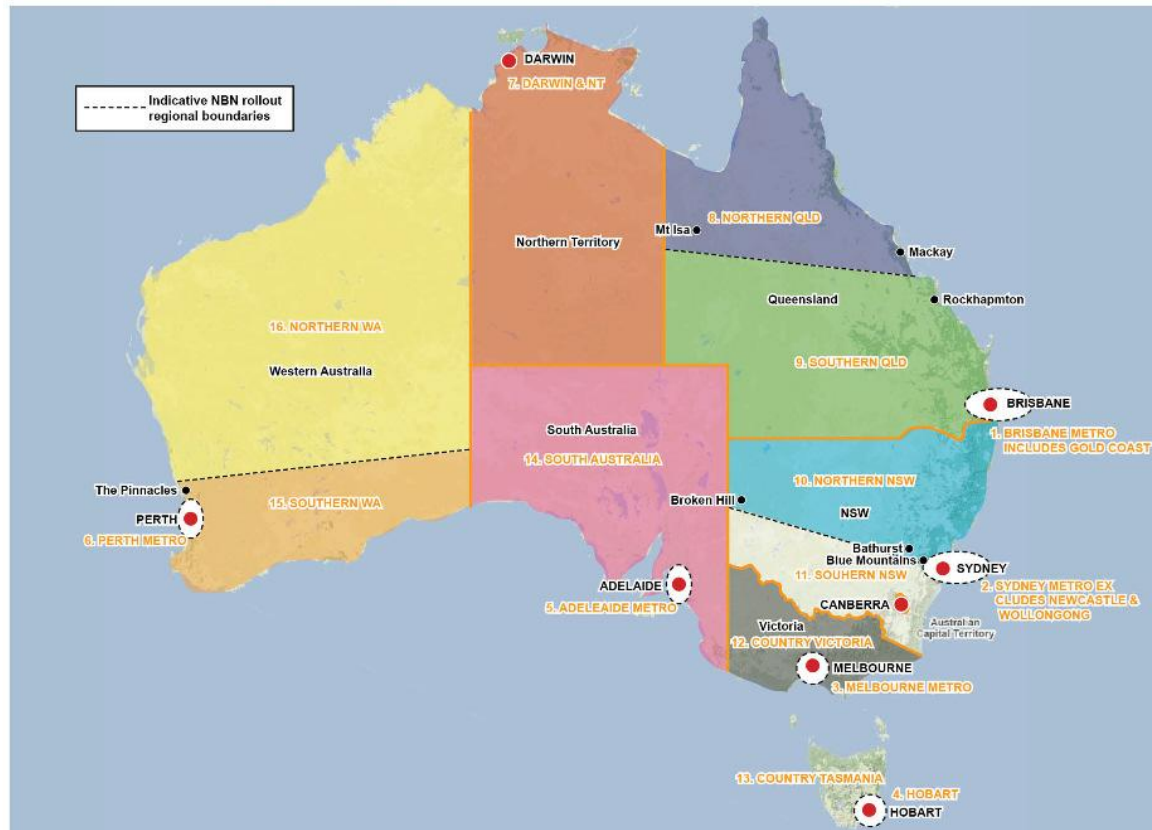 DARWIN
7. DARWIN & NT
Indicative NBN rollout
regional boundaries
8. NORTHERN QLD
Mt Isa
Northern Territory
Mackay
Queensland
Rockhapmton
16. NORTHERN WA
9. SOUTHERN QLD
Western Australia
BRISBANE
South Australia
1. BRISBANE METRO
INCLUDES GOLD COAST
14. SOUTH AUSTRALIA
10. NORTHERN NSW
The Pinnacles
15. SOUTHERN WA
Broken Hill
NSW
PERTH
6. PERTH METRO
Bathurst
Blue Mountains
SYDNEY
11. SOUHERN NSW
ADELAIDE
2. SYDNEY METRO EX
CLUDES NEWCASTLE &
WOLLONGONG
5. ADELEAIDE METRO
CANBERRA
Victoria
Australian
Capital Territory
12. COUNTRY VICTORIA
MELBOURNE
3. MELBOURNE METRO
13. COUNTRY TASMANIA
4. HOBART
HOBART